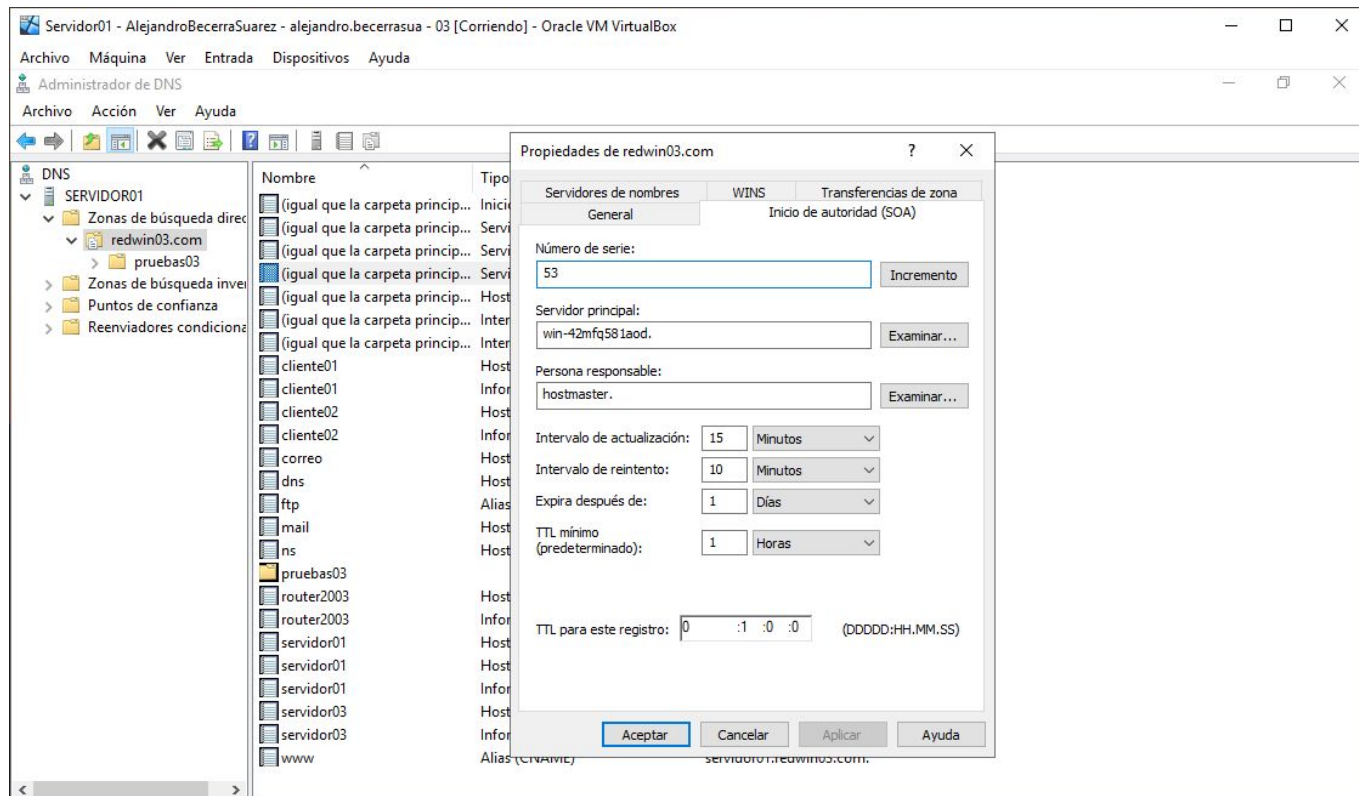 Servidor01 - AlejandroBecerraSuarez - alejandro.becerrasua - 03 [Corriendo] - Oracle VM VirtualBox
Archivo Máquina Ver Entrada Dispositivos Ayuda
Administrador de DNS
Archivo Acción Ver Ayuda
DNS
SERVIDOR01
Zonas de búsqueda direc
redwin03.com
pruebas03
Zonas de búsqueda inver
Puntos de confianza
Reenviadores condiciona
Nombre Tipo
(igual que la carpeta princip... Inicio
(igual que la carpeta princip... Servi
(igual que la carpeta princip... Servi
(igual que la carpeta princip... Servi
(igual que la carpeta princip... Host
(igual que la carpeta princip... Inter
(igual que la carpeta princip... Inter
cliente01 Host
cliente01 Infor
cliente02 Host
cliente02 Infor
correo Host
dns Host
ftp Alias
mail Host
ns Host
pruebas03
router2003 Host
router2003 Infor
servidor01 Host
servidor01 Host
servidor01 Infor
servidor03 Host
servidor03 Infor
www Alias (CNAME) servidor01.redwin03.com.
Propiedades de redwin03.com ? X
Servidores de nombres WINS Transferencias de zona
General Inicio de autoridad (SOA)
Número de serie:
53 Incremento
Servidor principal:
win-42mfq581aod. Examinar...
Persona responsable:
hostmaster. Examinar...
Intervalo de actualización: 15 Minutos
Intervalo de reintento: 10 Minutos
Expira después de: 1 Días
TTL mínimo
(predeterminado): 1 Horas
TTL para este registro: 0 :1 :0 :0 (DDDDD:HH.MM.SS)
Aceptar Cancelar Aplicar Ayuda